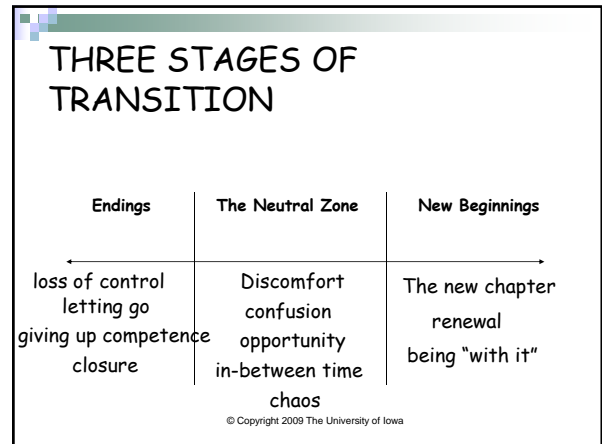 THREE STAGES OF
TRANSITION
Endings
The Neutral Zone
New Beginnings
loss of control
letting go
giving up competence
closure
Discomfort
confusion
opportunity
in-between time
chaos
The new chapter
renewal
being “with it”
© Copyright 2009 The University of Iowa